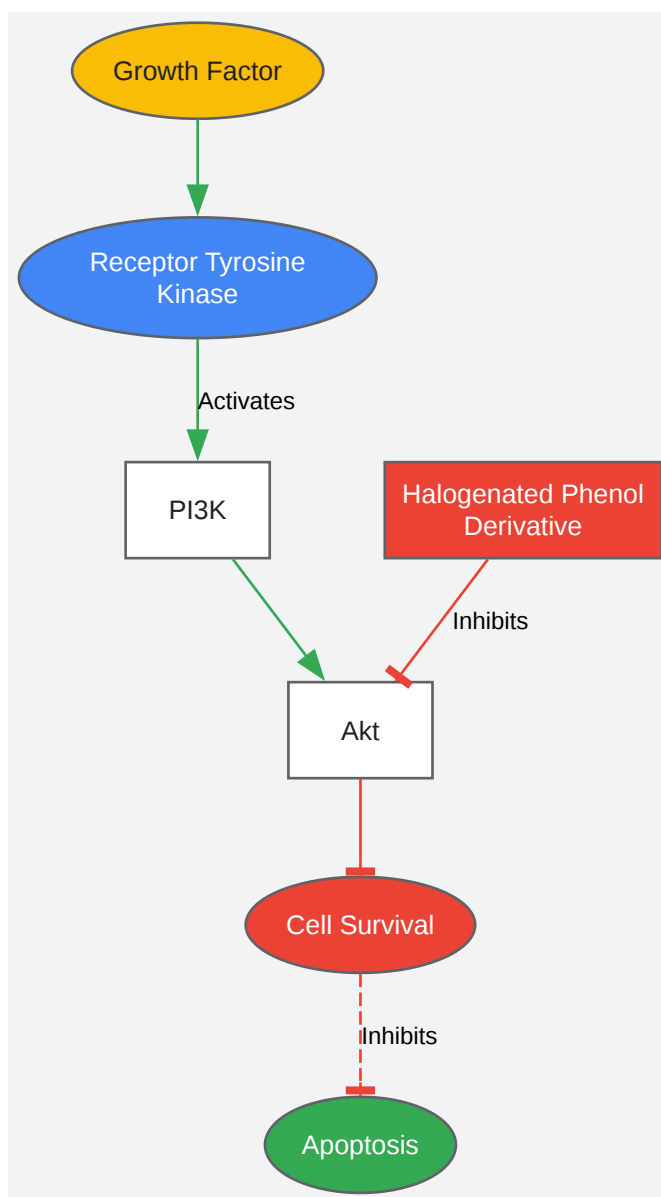 Growth Factor
Receptor Tyrosine
Kinase
Activates
PI3K
Halogenated Phenol
Derivative
Inhibits
Akt
Cell Survival
Inhibits
Apoptosis